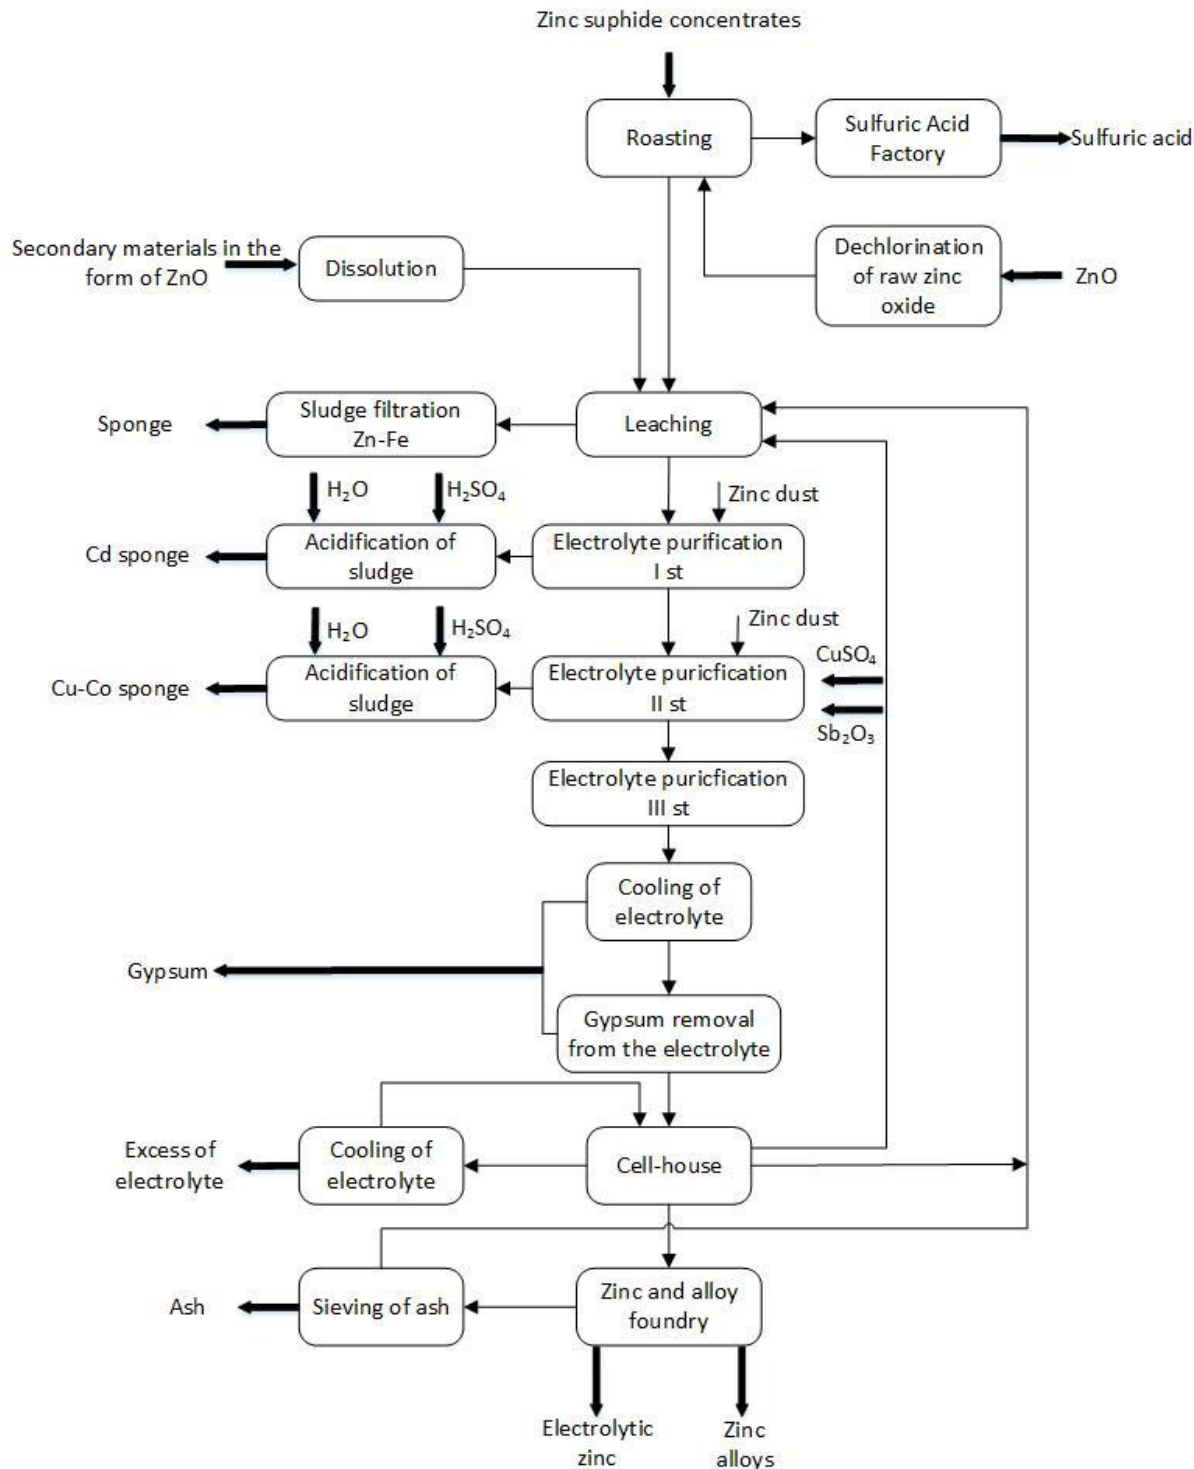 Zinc suphide concentrates
Roasting
Sulfuric Acid
Factory
Sulfuric acid
Secondary materials in the
form of ZnO
Dissolution
Dechlorination
of raw zinc
oxide
ZnO
Sponge
Sludge filtration
Zn-Fe
Leaching
H₂O
H₂SO₄
Zinc dust
Cd sponge
Acidification of
sludge
Electrolyte purification
I st
H₂O
H₂SO₄
Zinc dust
Cu-Co sponge
Acidification of
sludge
Electrolyte puricfication
II st
CuSO₄
Sb₂O₃
Electrolyte puricfication
III st
Cooling of
electrolyte
Gypsum
Gypsum removal
from the electrolyte
Excess of
electrolyte
Cooling of
electrolyte
Cell-house
Ash
Sieving of ash
Zinc and alloy
foundry
Electrolytic
zinc
Zinc
alloys